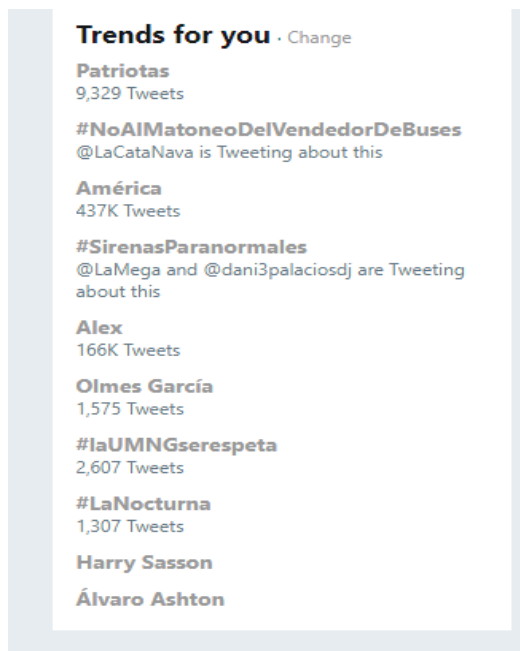 Trends for you · Change
Patriotas
9,329 Tweets
#NoAlMatoneoDelVendedorDeBuses
@LaCataNava is Tweeting about this
América
437K Tweets
#SirenasParanormales
@LaMega and @dani3palaciosdj are Tweeting
about this
Alex
166K Tweets
Olmes García
1,575 Tweets
#laUMNGserespeta
2,607 Tweets
#LaNocturna
1,307 Tweets
Harry Sasson
Álvaro Ashton